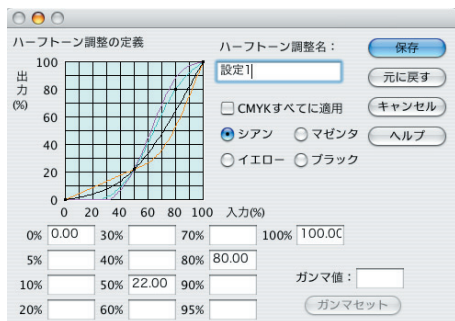 ハーフトーン調整の定義
ハーフトーン調整名：
設定1
保存
元に戻す
キャンセル
ヘルプ
CMYKすべてに適用
シアン
マゼンタ
イエロー
ブラック
出力(%)
100
80
60
40
20
0
0 20 40 60 80 100 入力(%)
0% 0.00 30% 70% 100% 100.00
5% 40% 80% 80.00
10% 50% 22.00 90% ガンマ値：
20% 60% 95% ガンマセット